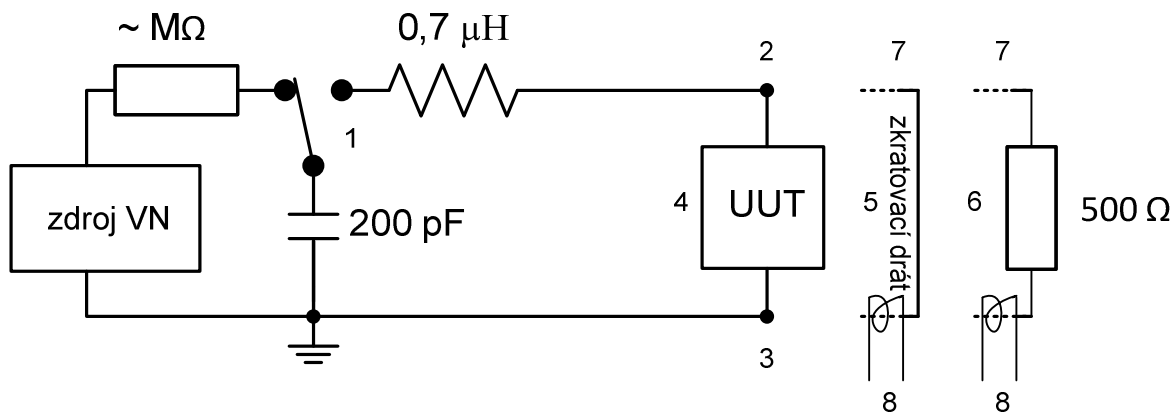 ~ MΩ
0,7 μH
2
7
7
1
zdroj VN
200 pF
4
UUT
5
zkratovací drát
6
500 Ω
3
8
8